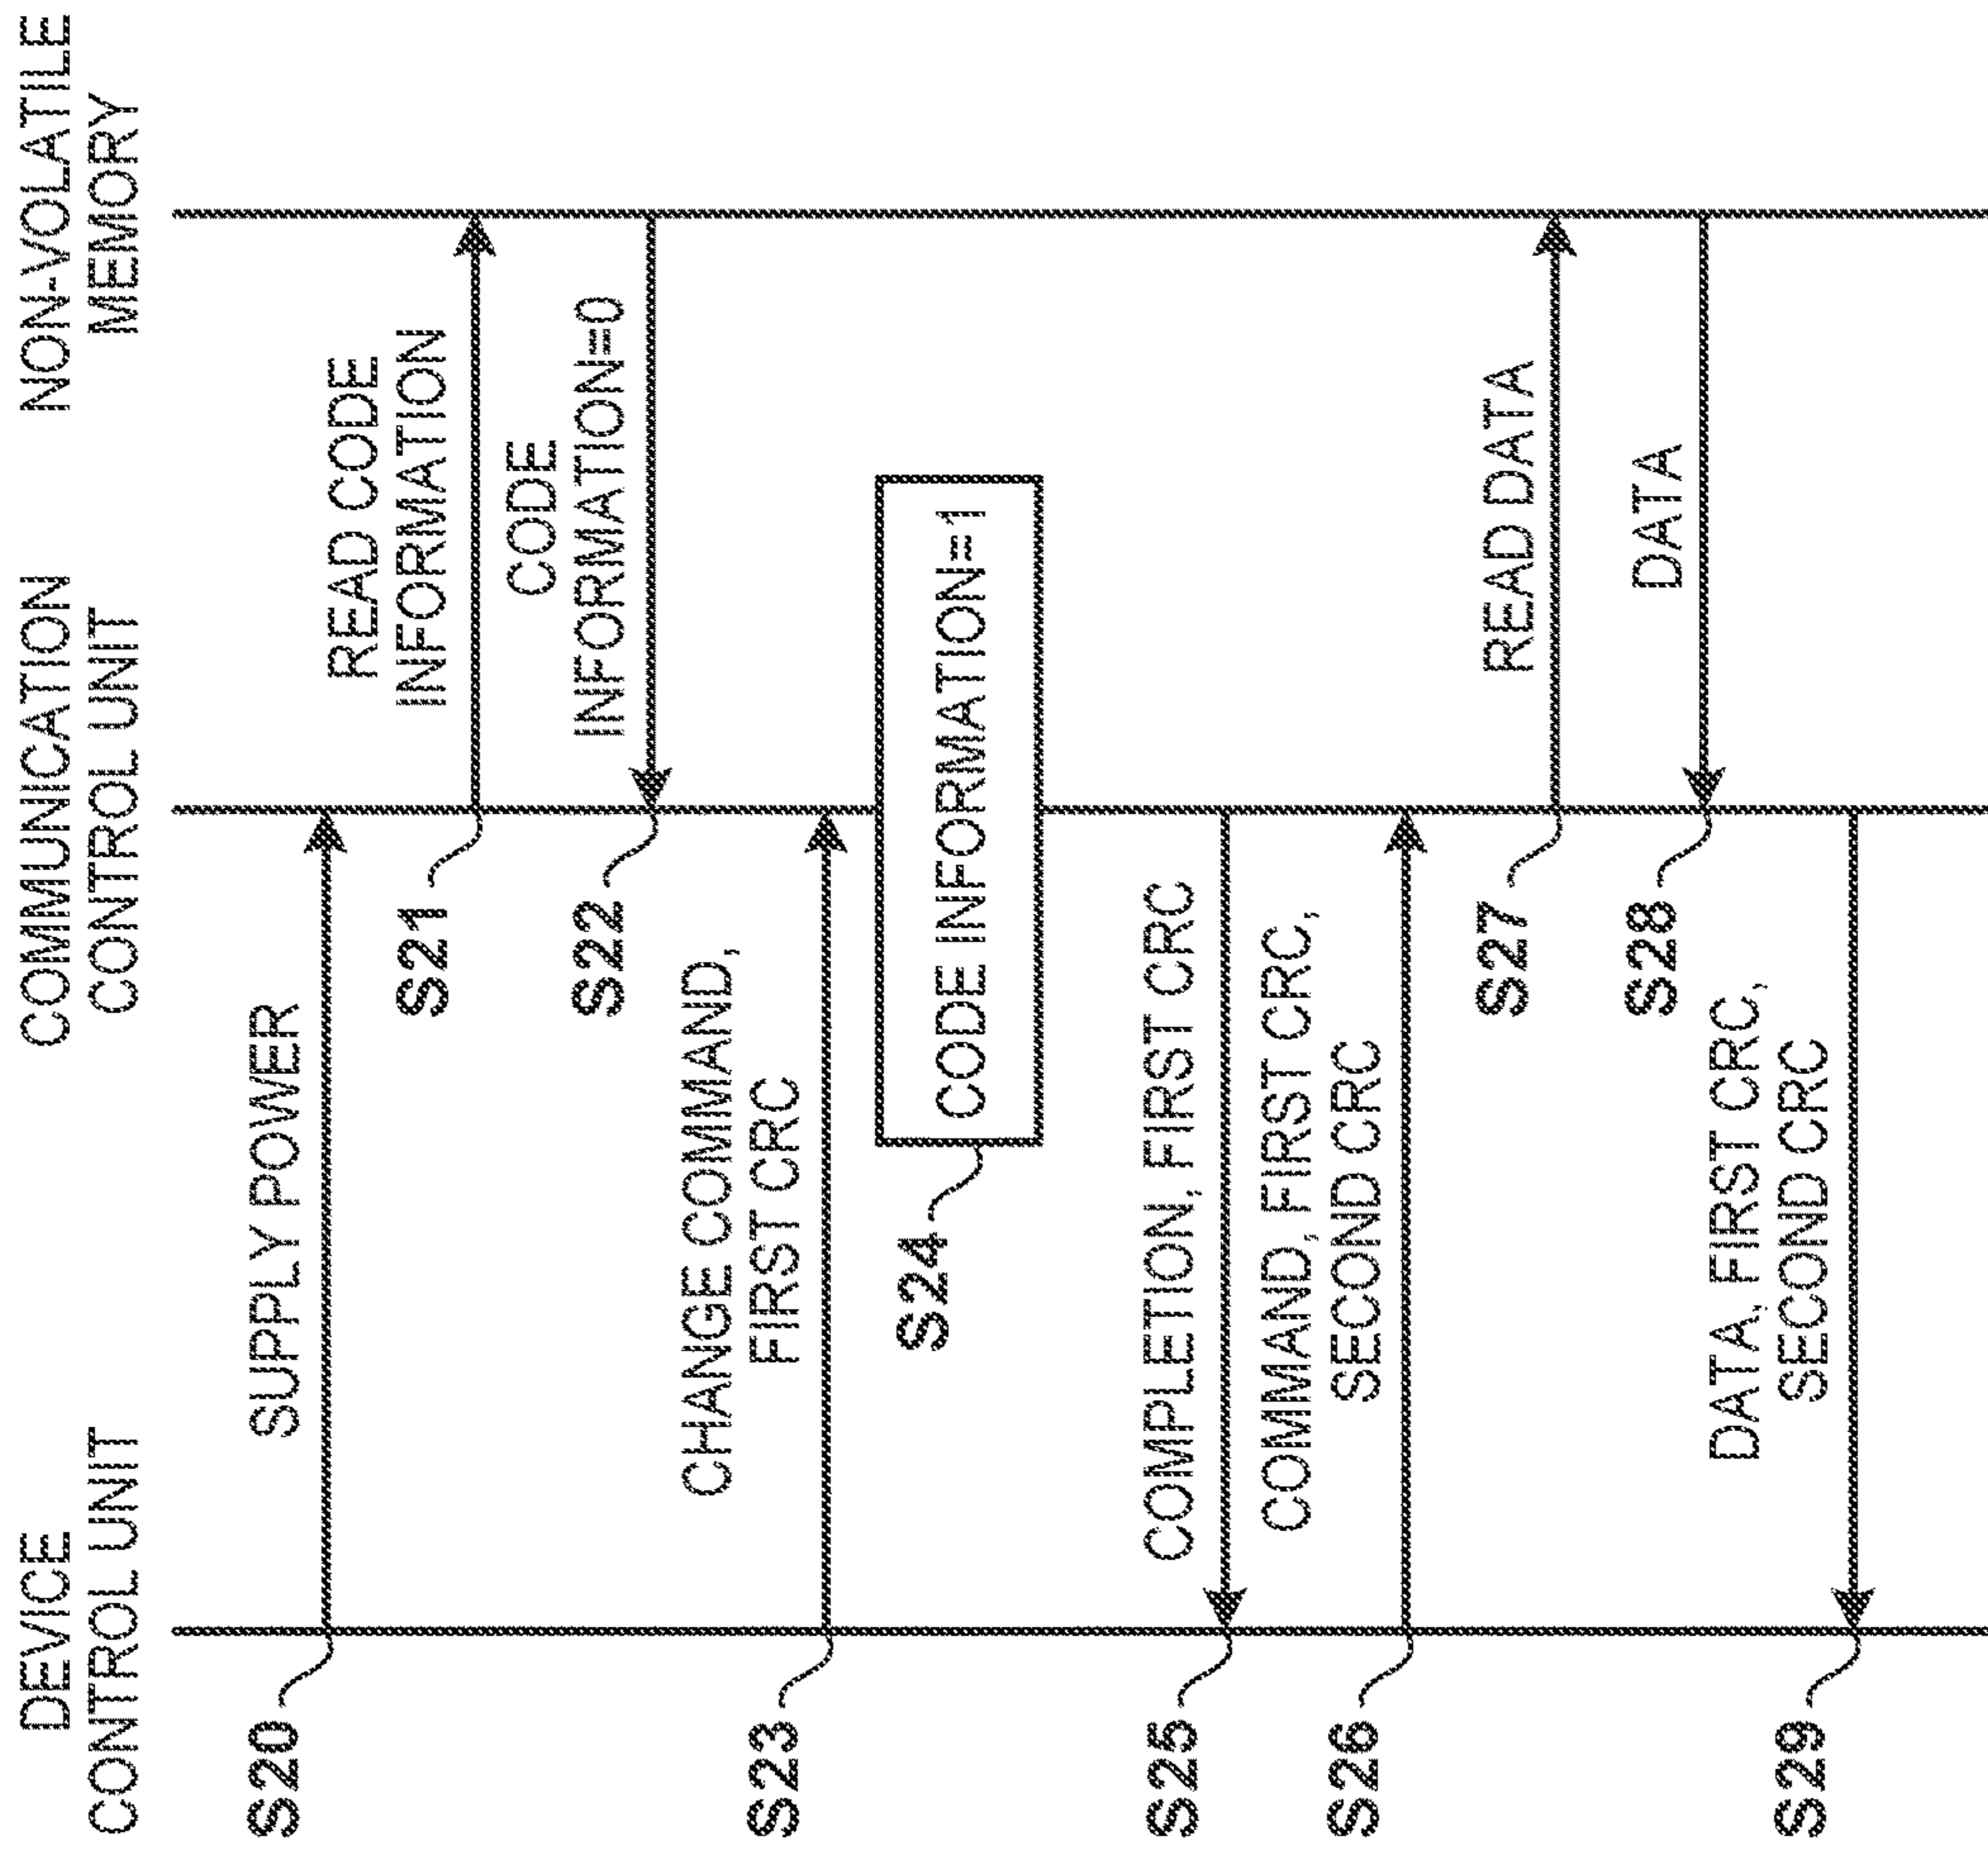 DEVICE
CONTROL UNIT
COMMUNICATION
CONTROL UNIT
NON-VOLATILE
MEMORY
S20
SUPPLY POWER
S21
READ CODE
INFORMATION
S22
CODE
INFORMATION=0
S23
CHANGE COMMAND,
FIRST CRC
S24
CODE INFORMATION=1
S25
COMPLETION, FIRST CRC
S26
COMMAND, FIRST CRC,
SECOND CRC
S27
READ DATA
S28
DATA
S29
DATA, FIRST CRC,
SECOND CRC